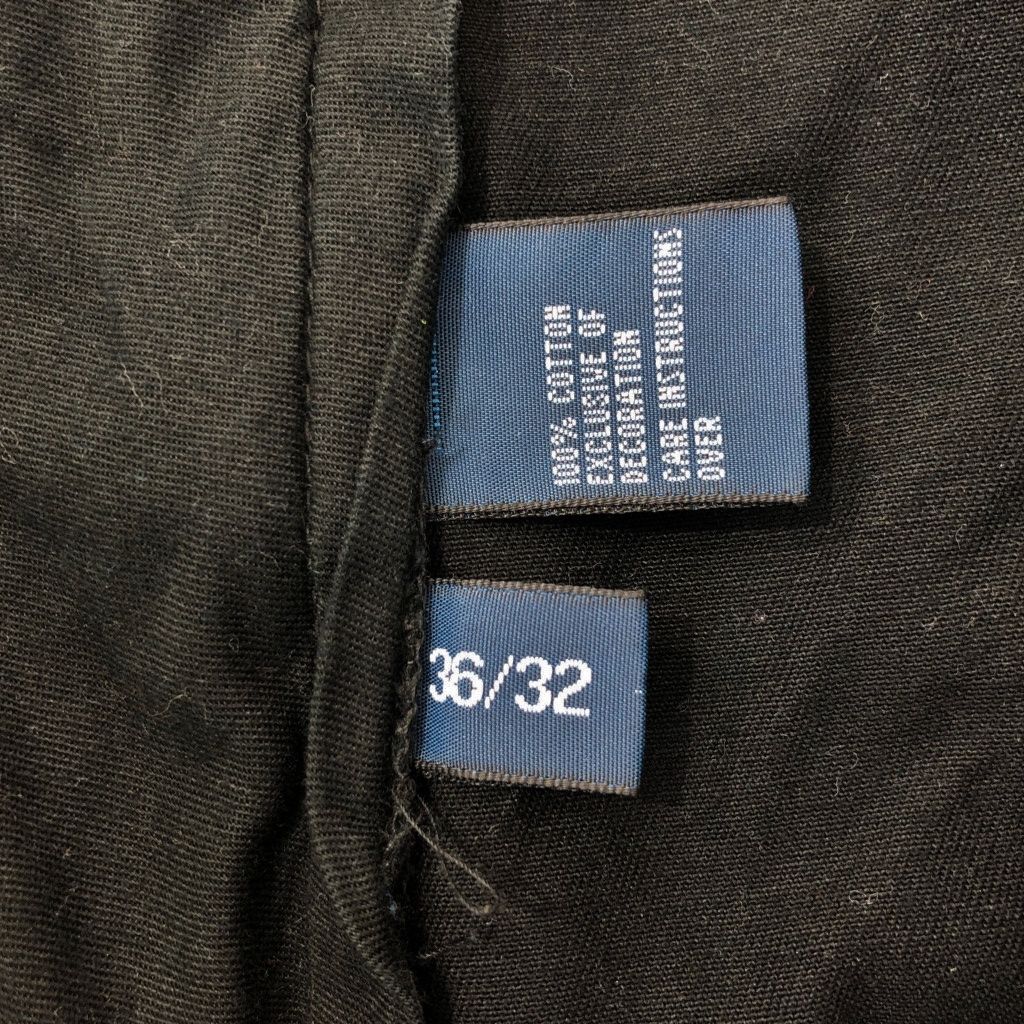 100% COTTON
EXCLUSIVE OF
DECORATION
CARE INSTRUCTIONS
OVER
36/32